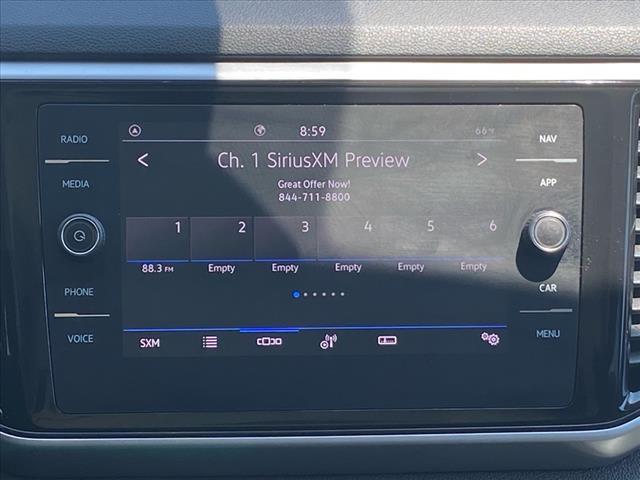 RADIO
MEDIA
PHONE
VOICE
8:59
66°F
< Ch. 1 SiriusXM Preview >
Great Offer Now!
844-711-8800
1 2 3 4 5 6
88.3 FM Empty Empty Empty Empty Empty
SXM
NAV
APP
CAR
MENU